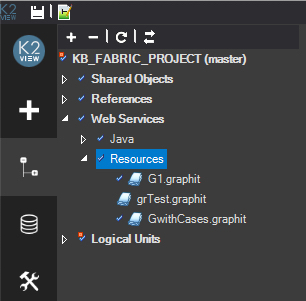 K2
VIEW
K2
VIEW
KB_FABRIC_PROJECT (master)
Shared Objects
References
Web Services
Java
Resources
G1.graphit
grTest.graphit
GwithCases.graphit
Logical Units